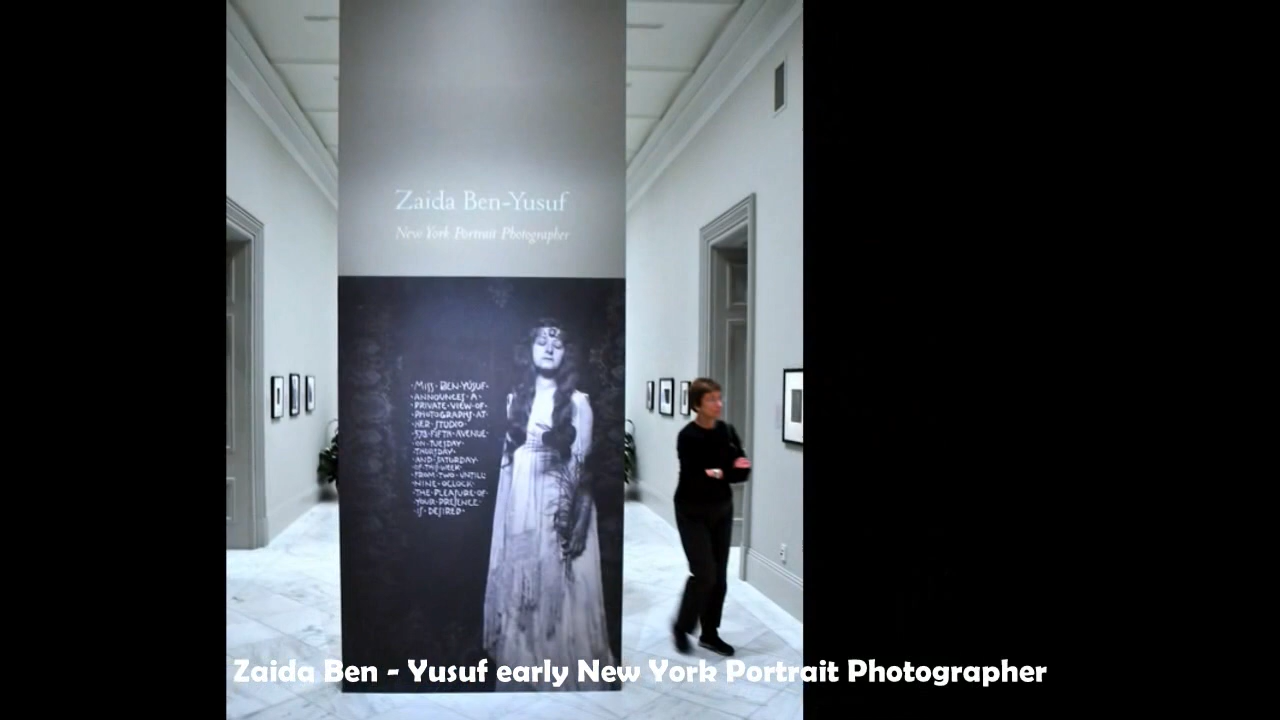 Zaida Ben-Yusuf
New York Portrait Photographer
·MISS·BEN·YUSUF·
·ANNOUNCES·A·
·PRIVATE·VIEW·OF·
·PHOTOGRAPHS·AT·
·HER·STUDIO·
·578·FIFTH·AVENUE·
·ON·TUESDAY·
·THURSDAY·
·AND·SATURDAY·
·OF·THIS·WEEK·
·FROM·TWO·UNTILL·
·NINE·OCLOCK·
·THE·PLEASURE·OF·
·YOUR·PRESENCE·
·IS·DESIRED·
Zaida Ben - Yusuf early New York Portrait Photographer